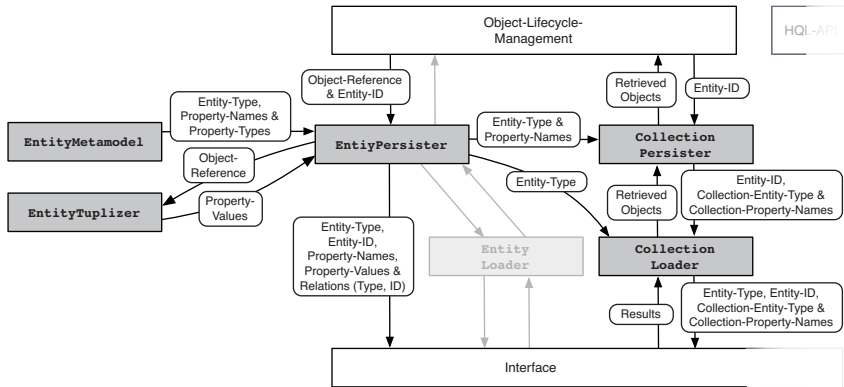 Object-Lifecycle-
Management
HQL-API
Object-Reference
& Entity-ID
Retrieved
Objects
Entity-ID
Entity-Type,
Property-Names &
Property-Types
Entity-Type &
Property-Names
EntityMetamodel
EntiyPersister
Collection
Persister
Object-
Reference
Entity-Type
Retrieved
Objects
Entity-ID,
Collection-Entity-Type &
Collection-Property-Names
EntityTuplizer
Property-
Values
Entity-Type,
Entity-ID,
Property-Names,
Property-Values &
Relations (Type, ID)
Entity
Loader
Collection
Loader
Results
Entity-Type, Entity-ID,
Collection-Entity-Type &
Collection-Property-Names
Interface